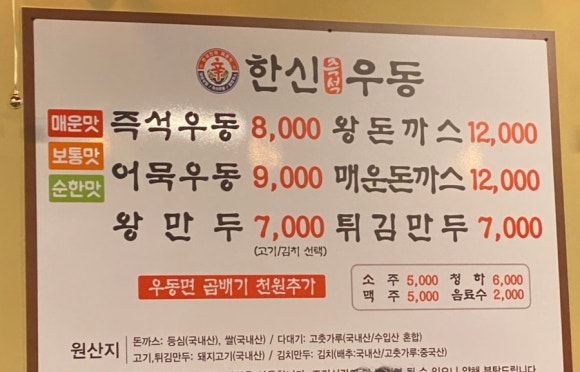 한신 즉석 우동
매운맛
보통맛
순한맛
즉석우동 8,000 왕돈까스 12,000
어묵우동 9,000 매운돈까스 12,000
왕만두 7,000 튀김만두 7,000
(고기/김치 선택)
우동면 곱배기 천원추가
소주 5,000 청하 6,000
맥주 5,000 음료수 2,000
원산지
돈까스: 등심(국내산), 쌀(국내산) / 다대기: 고춧가루(국내산/수입산 혼합)
고기,튀김만두: 돼지고기(국내산) / 김치만두: 김치(배추:국내산/고춧가루:중국산)